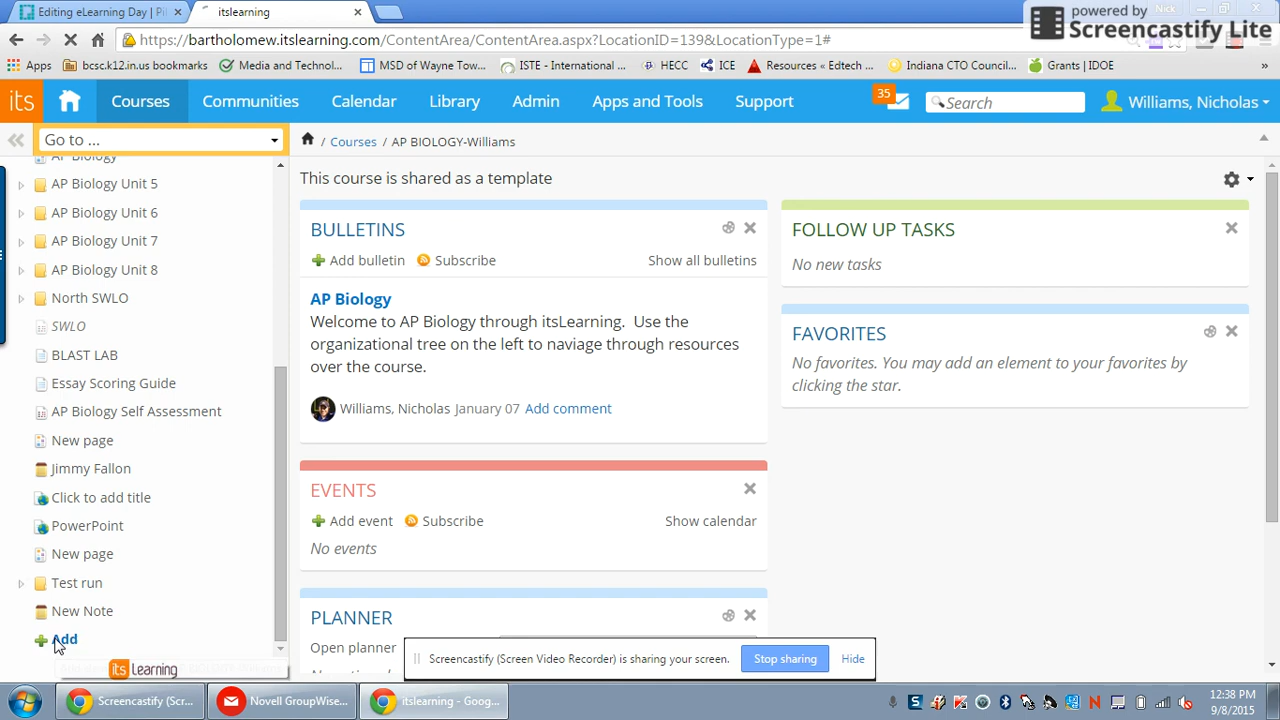 Editing eLearning Day | Pi
itslearning
Nick
powered by
Screencastify Lite
https://bartholomew.itslearning.com/ContentArea/ContentArea.aspx?LocationID=139&LocationType=1#
Apps
bcsc.k12.in.us bookmarks
Media and Technol...
MSD of Wayne Tow...
ISTE - International...
HECC
ICE
Resources « Edtech ...
Indiana CTO Council...
Grants | IDOE
»
its
Courses
Communities
Calendar
Library
Admin
Apps and Tools
Support
35
Search
Williams, Nicholas
Go to ...
/ Courses / AP BIOLOGY-Williams
AP Biology
AP Biology Unit 5
AP Biology Unit 6
AP Biology Unit 7
AP Biology Unit 8
North SWLO
SWLO
BLAST LAB
Essay Scoring Guide
AP Biology Self Assessment
New page
Jimmy Fallon
Click to add title
PowerPoint
New page
Test run
New Note
Add
its learning
This course is shared as a template
BULLETINS
Add bulletin
Subscribe
Show all bulletins
AP Biology
Welcome to AP Biology through itsLearning. Use the
organizational tree on the left to naviage through resources
over the course.
Williams, Nicholas January 07 Add comment
EVENTS
Add event
Subscribe
Show calendar
No events
PLANNER
Open planner
FOLLOW UP TASKS
No new tasks
FAVORITES
No favorites. You may add an element to your favorites by
clicking the star.
Screencastify (Screen Video Recorder) is sharing your screen.
Stop sharing
Hide
Screencastify (Scr...
Novell GroupWise...
itslearning - Goog...
12:38 PM
9/8/2015